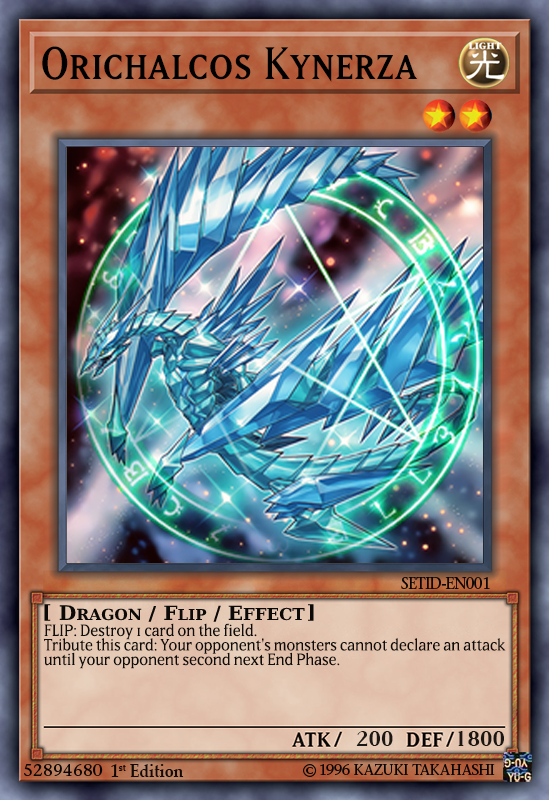 Orichalcos Kynerza
LIGHT
光
SETID-EN001
[ Dragon / Flip / Effect ]
FLIP: Destroy 1 card on the field.
Tribute this card: Your opponent's monsters cannot declare an attack
until your opponent second next End Phase.
ATK/ 200 DEF/1800
52894680 1st Edition ©1996 KAZUKI TAKAHASHI